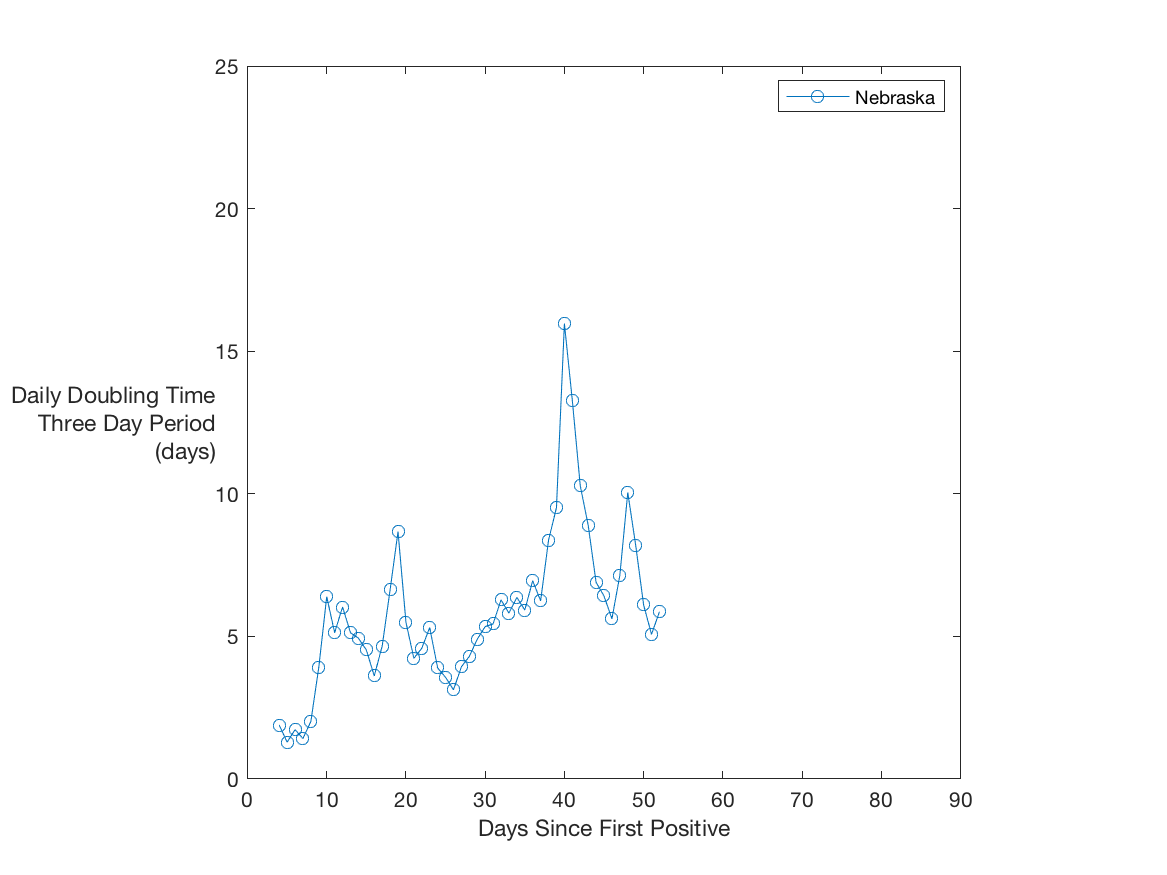 25
Nebraska
20
15
Daily Doubling Time
Three Day Period
(days)
10
5
0
0 10 20 30 40 50 60 70 80 90
Days Since First Positive